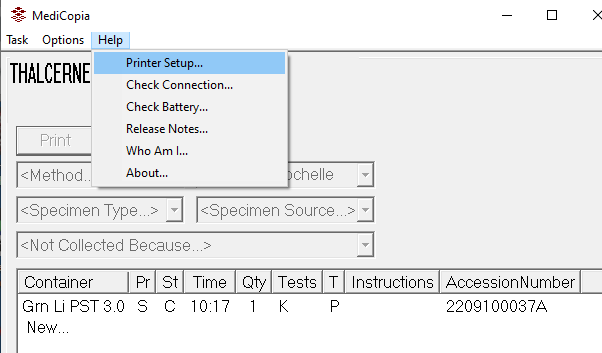 MediCopia
Task Options Help
THALCERNE
Printer Setup...
Check Connection...
Check Battery...
Release Notes...
Who Am I...
About...
Print
<Method...
<Specimen Type...> <Specimen Source...>
<Not Collected Because...>
Container Pr St Time Qty Tests T Instructions AccessionNumber
Grn Li PST 3.0 S C 10:17 1 K P 2209100037A
New...